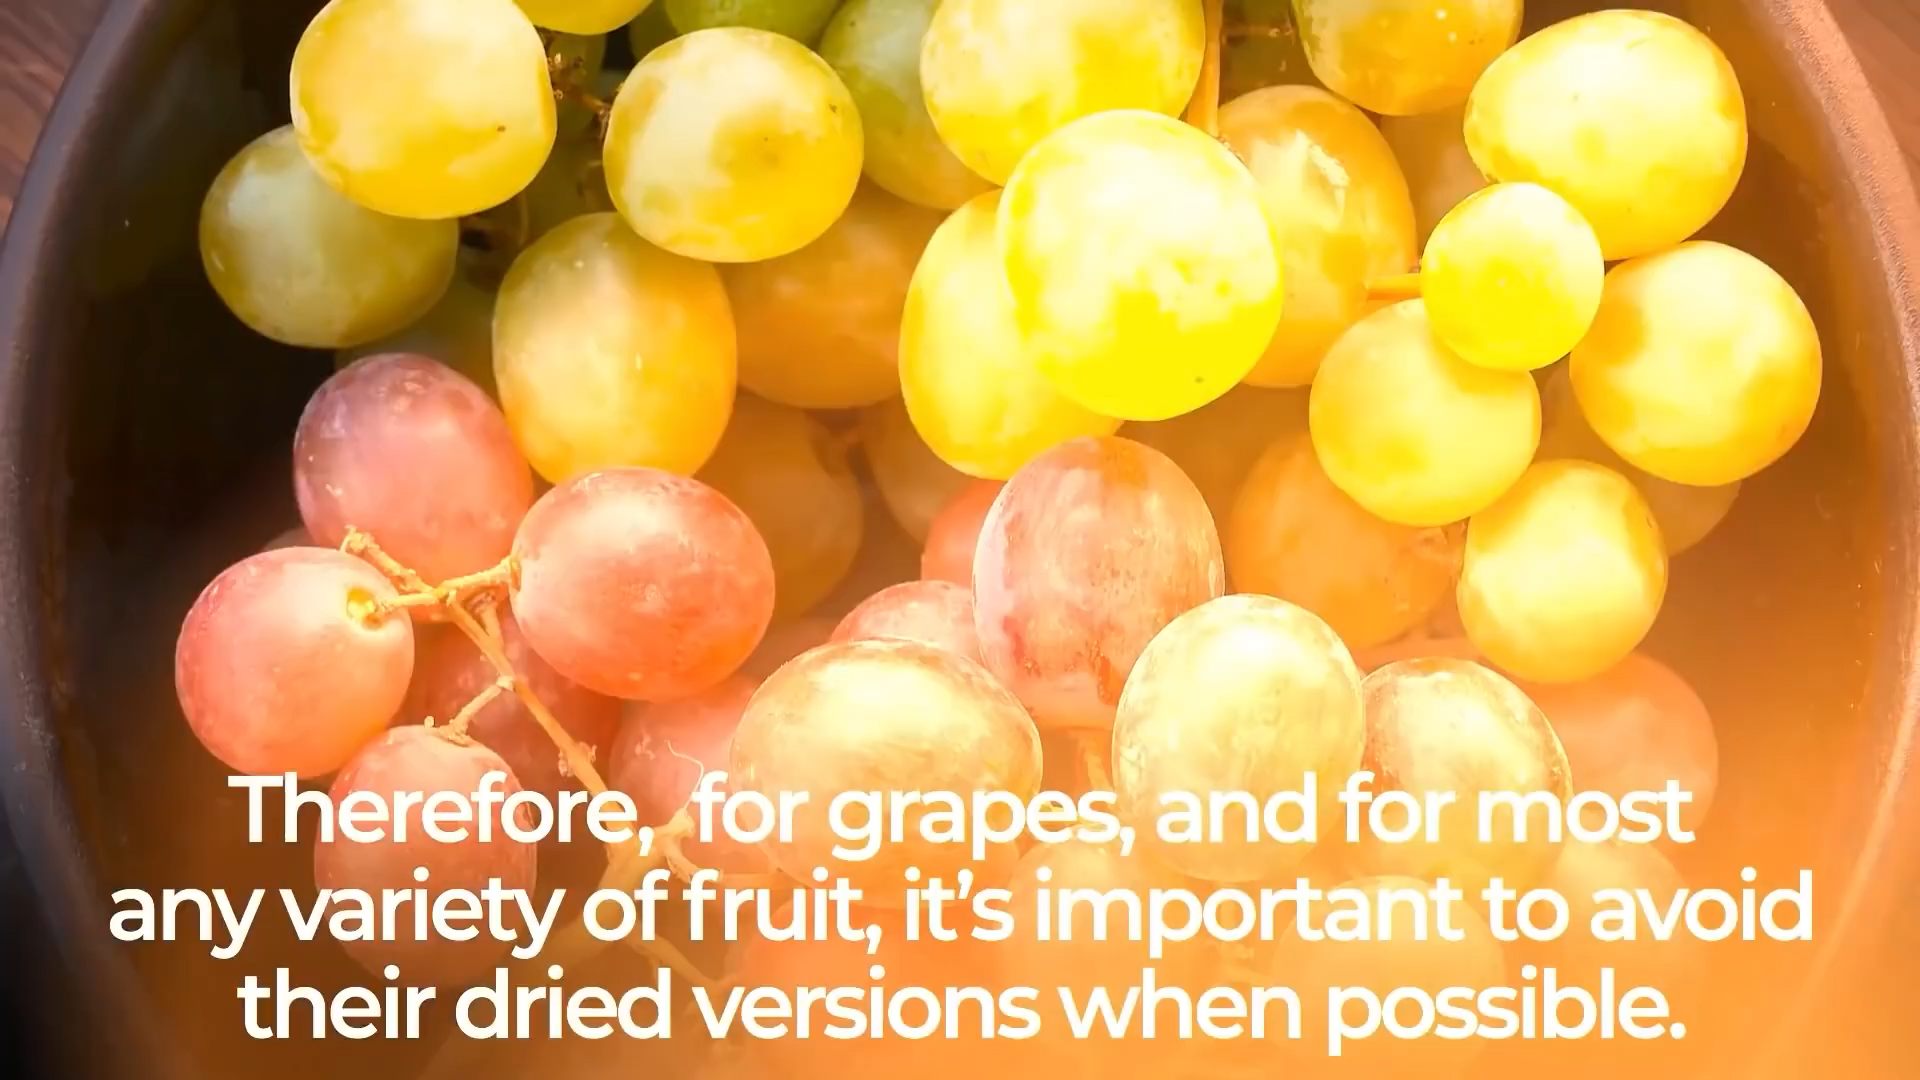 Therefore, for grapes, and for most
any variety of fruit, it’s important to avoid
their dried versions when possible.